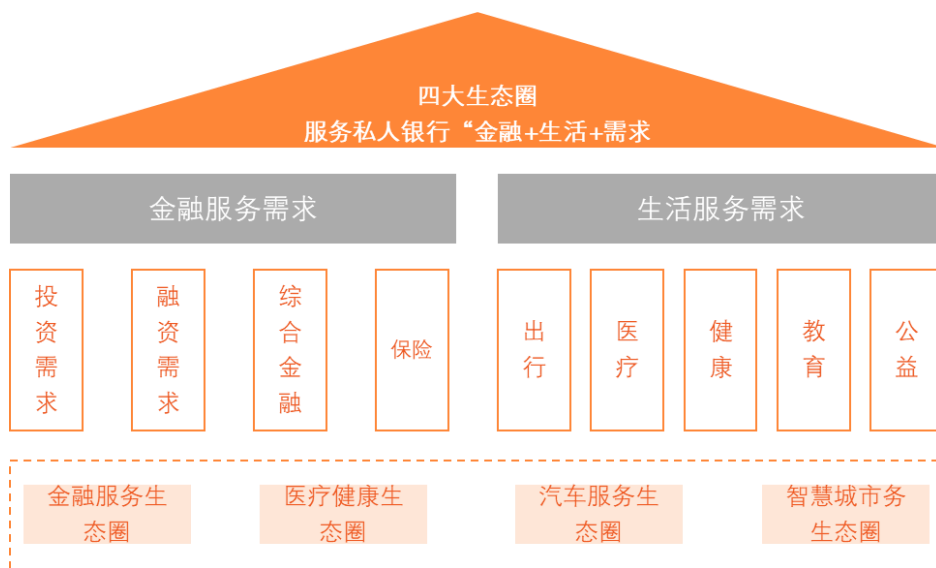 四大生态圈
服务私人银行“金融+生活+需求
金融服务需求
生活服务需求
投资需求
融资需求
综合金融
保险
出行
医疗
健康
教育
公益
金融服务生
态圈
医疗健康生
态圈
汽车服务生
态圈
智慧城市务
生态圈